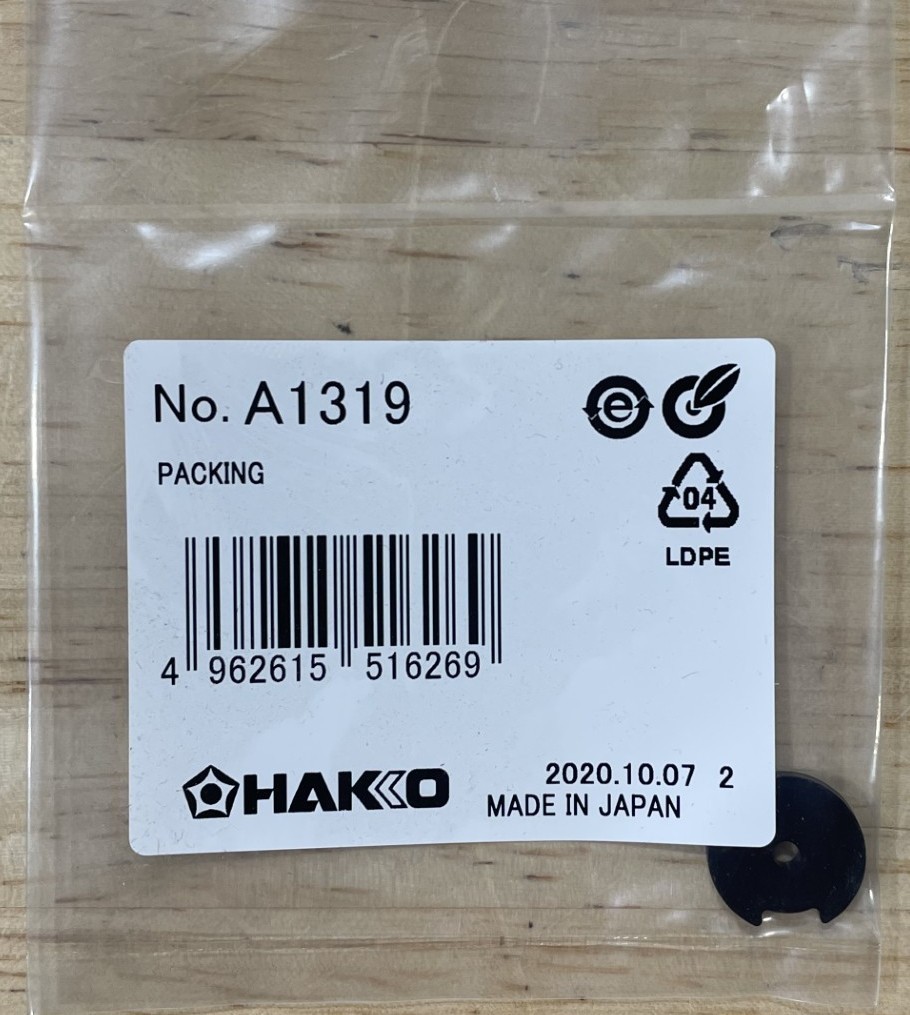 No. A1319
e
PACKING
04
LDPE
4 962615 516269
HAKKO
2020.10.07 2
MADE IN JAPAN